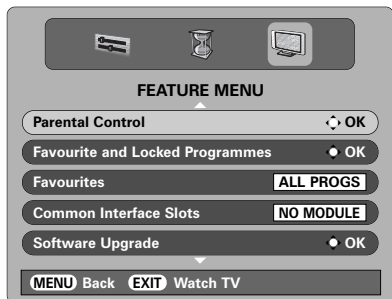 FEATURE MENU
Parental Control OK
Favourite and Locked Programmes OK
Favourites ALL PROGS
Common Interface Slots NO MODULE
Software Upgrade OK
MENU Back EXIT Watch TV